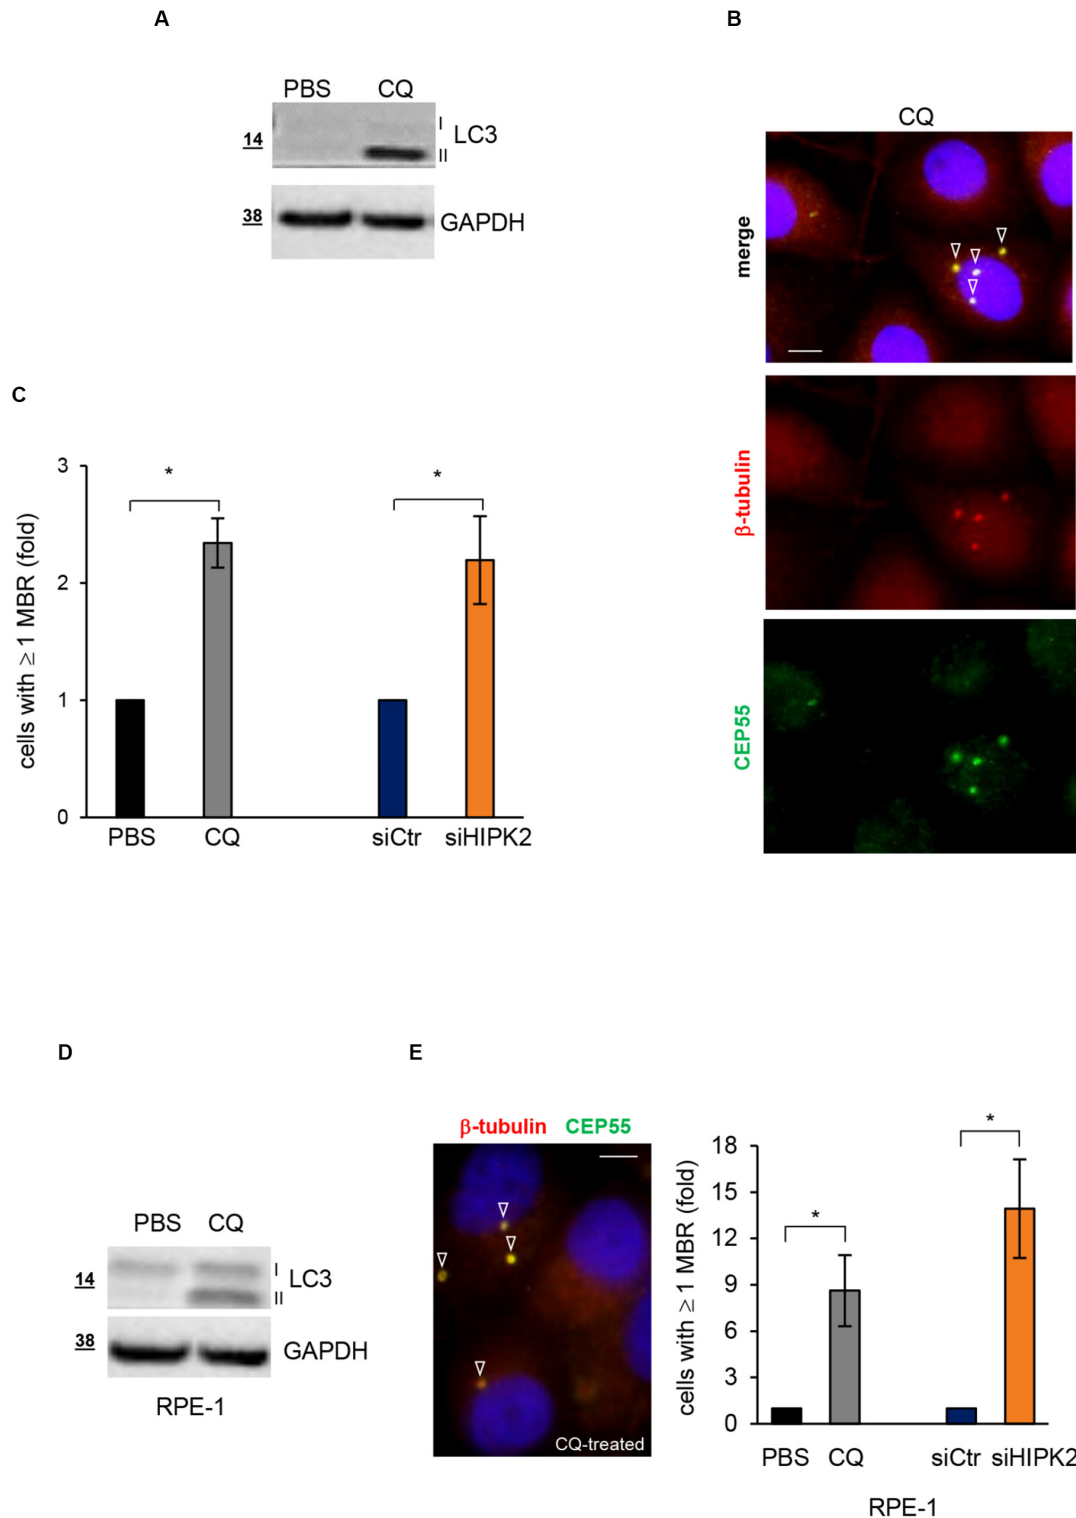 A
PBS CQ
14
I
LC3
II
38
GAPDH
B
CQ
merge
β-tubulin
CEP55
C
cells with ≥ 1 MBR (fold)
3
2
1
0
*
*
PBS CQ siCtr siHIPK2
D
PBS CQ
14
I
LC3
II
38
GAPDH
RPE-1
E
β-tubulin CEP55
CQ-treated
cells with ≥ 1 MBR (fold)
18
15
12
9
6
3
0
*
*
PBS CQ siCtr siHIPK2
RPE-1